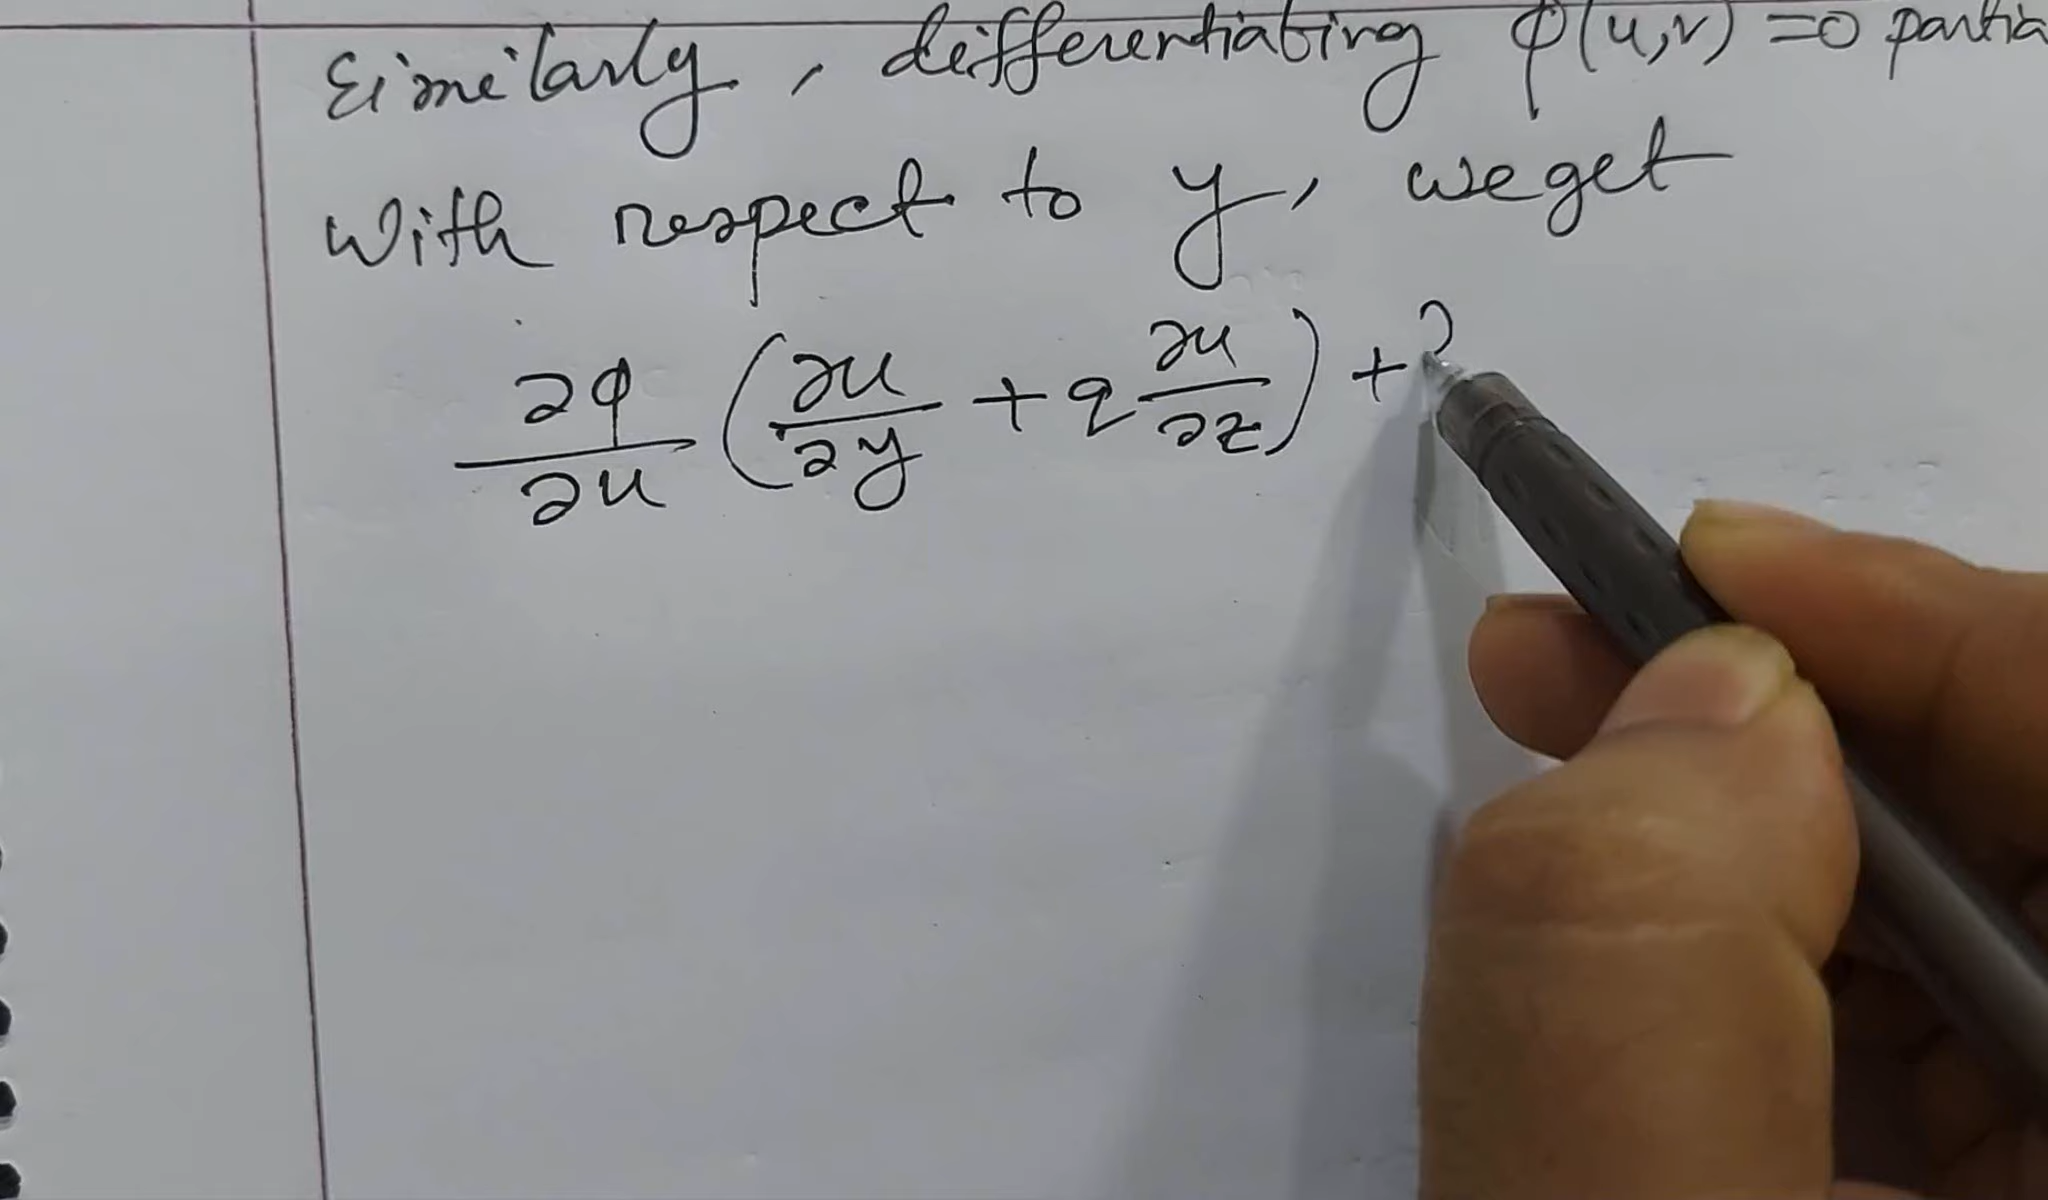 Similarly, differentiating φ(u,v) =0 partia
with respect to y, we get
∂φ/∂u (∂u/∂y + q ∂u/∂z) + ∂